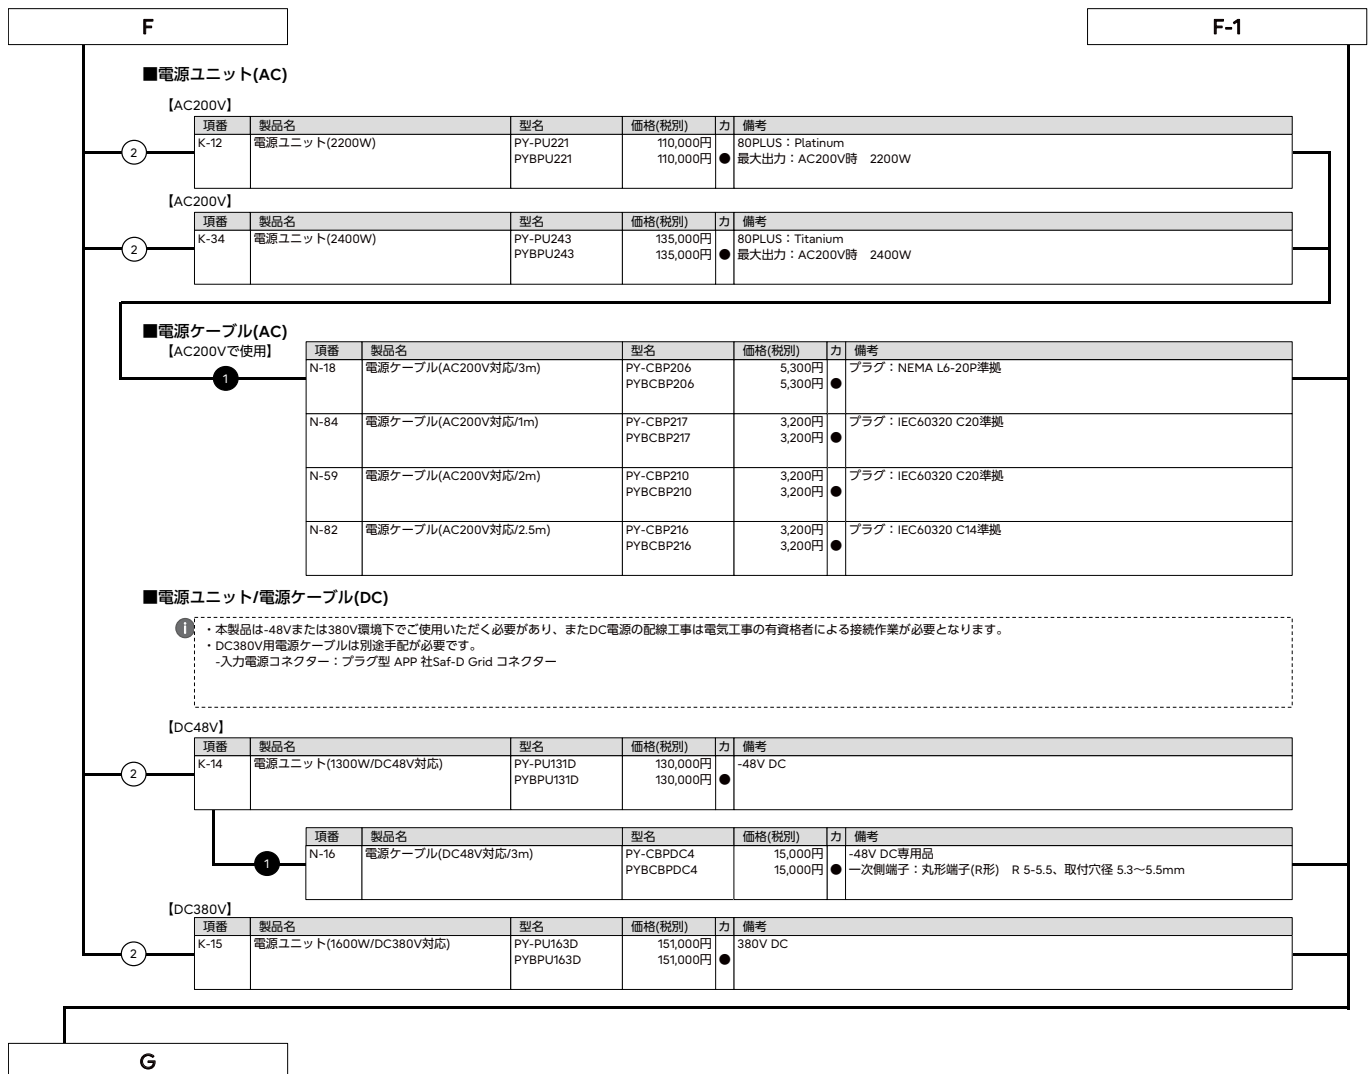 F
F-1
■電源ユニット(AC)
【AC200V】
項番 製品名 型名 価格(税別) カ 備考
K-12 電源ユニット(2200W) PY-PU221 110,000円 80PLUS：Platinum
PYBPU221 110,000円 ● 最大出力：AC200V時　2200W
2
【AC200V】
項番 製品名 型名 価格(税別) カ 備考
K-34 電源ユニット(2400W) PY-PU243 135,000円 80PLUS：Titanium
PYBPU243 135,000円 ● 最大出力：AC200V時　2400W
2
■電源ケーブル(AC)
【AC200Vで使用】
項番 製品名 型名 価格(税別) カ 備考
N-18 電源ケーブル(AC200V対応/3m) PY-CBP206 5,300円 プラグ：NEMA L6-20P準拠
1
PYBCBP206 5,300円 ●
N-84 電源ケーブル(AC200V対応/1m) PY-CBP217 3,200円 プラグ：IEC60320 C20準拠
PYBCBP217 3,200円 ●
N-59 電源ケーブル(AC200V対応/2m) PY-CBP210 3,200円 プラグ：IEC60320 C20準拠
PYBCBP210 3,200円 ●
N-82 電源ケーブル(AC200V対応/2.5m) PY-CBP216 3,200円 プラグ：IEC60320 C14準拠
PYBCBP216 3,200円 ●
■電源ユニット/電源ケーブル(DC)
i ・本製品は-48Vまたは380V環境下でご使用いただく必要があり、またDC電源の配線工事は電気工事の有資格者による接続作業が必要となります。
・DC380V用電源ケーブルは別途手配が必要です。
-入力電源コネクター：プラグ型 APP 社Saf-D Grid コネクター
【DC48V】
項番 製品名 型名 価格(税別) カ 備考
K-14 電源ユニット(1300W/DC48V対応) PY-PU131D 130,000円 -48V DC
2
PYBPU131D 130,000円 ●
項番 製品名 型名 価格(税別) カ 備考
N-16 電源ケーブル(DC48V対応/3m) PY-CBPDC4 15,000円 -48V DC専用品
1
PYBCBPDC4 15,000円 ● 一次側端子：丸形端子(R形)　R 5-5.5、取付穴径 5.3～5.5mm
【DC380V】
項番 製品名 型名 価格(税別) カ 備考
K-15 電源ユニット(1600W/DC380V対応) PY-PU163D 151,000円 380V DC
2
PYBPU163D 151,000円 ●
G